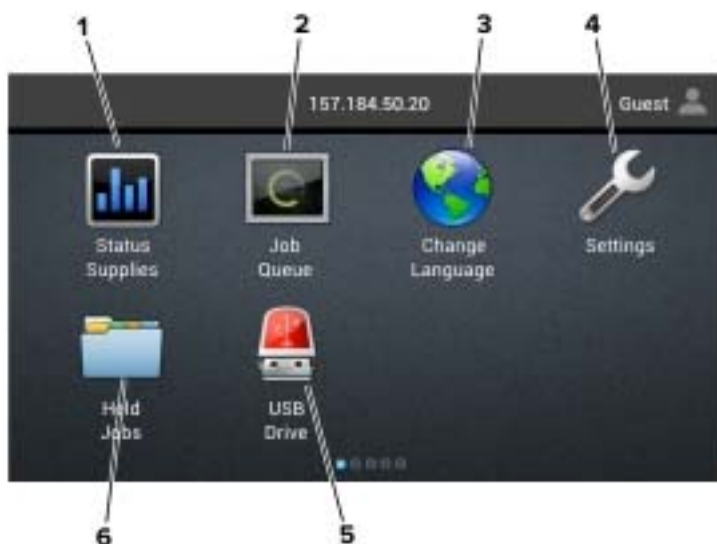 1 2 3 4
157.184.50.20 Guest
Status Supplies
Job Queue
Change Language
Settings
Held Jobs
USB Drive
6 5